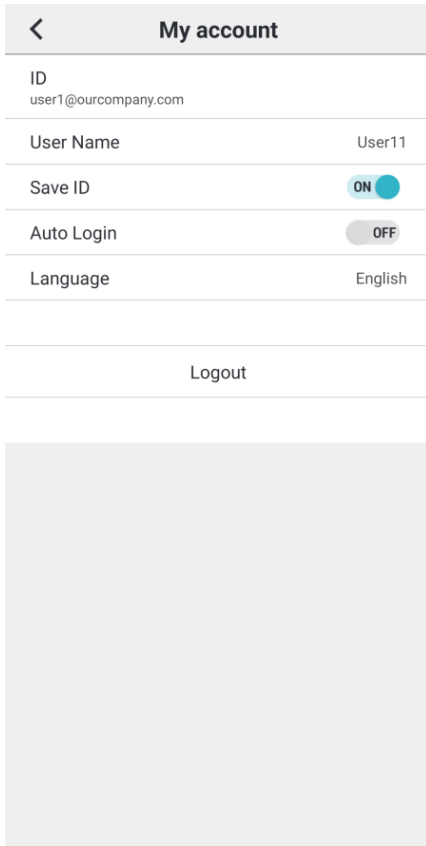 My account
ID
user1@ourcompany.com
User Name User11
Save ID ON
Auto Login OFF
Language English
Logout